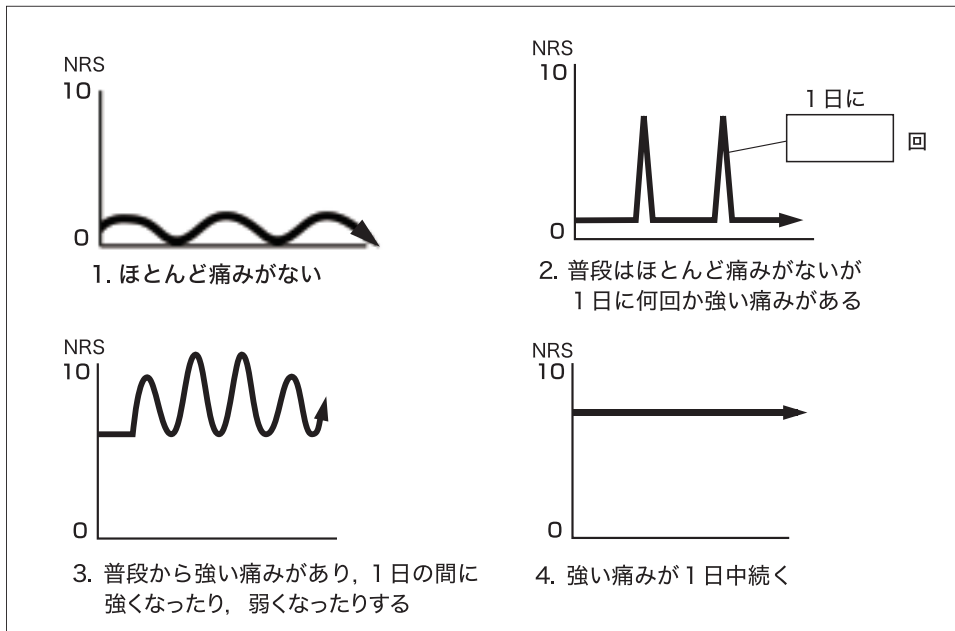 NRS
10
0
1. ほとんど痛みがない
NRS
10
0
1日に
回
2. 普段はほとんど痛みがないが
1日に何回か強い痛みがある
NRS
10
0
3. 普段から強い痛みがあり，1日の間に
強くなったり，弱くなったりする
NRS
10
0
4. 強い痛みが1日中続く